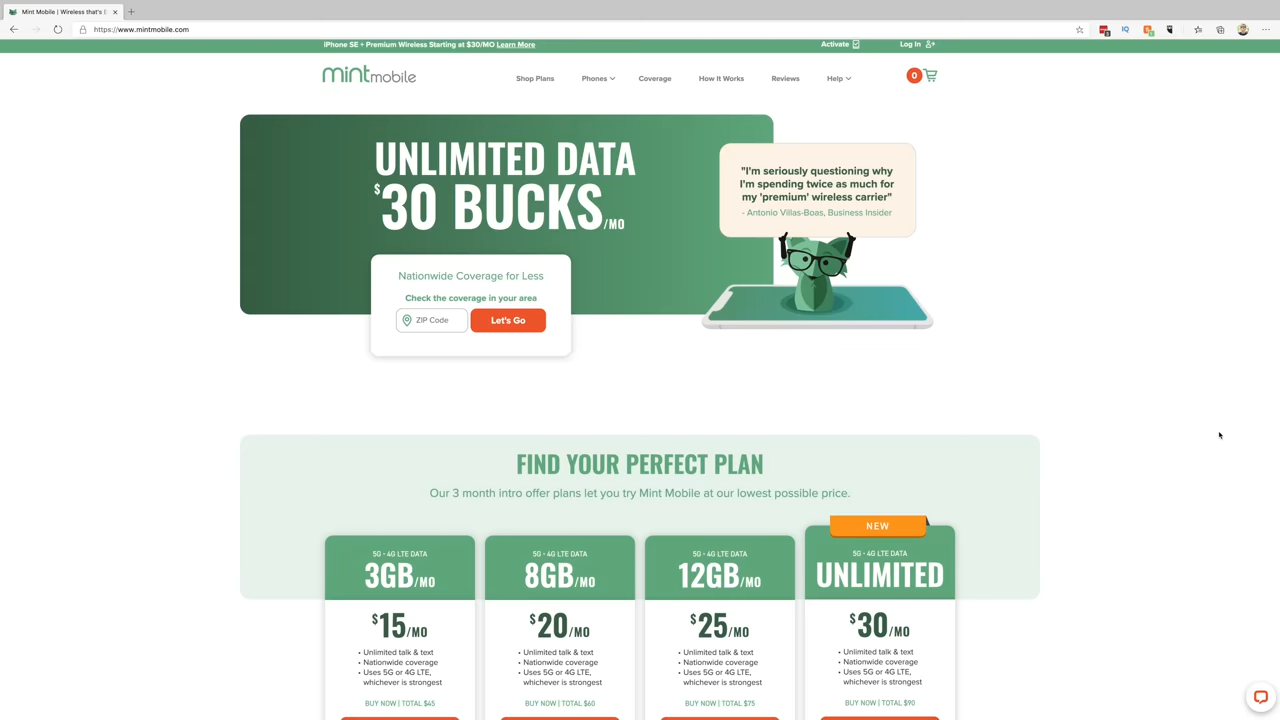 Mint Mobile | Wireless that's E
https://www.mintmobile.com
iPhone SE + Premium Wireless Starting at $30/MO Learn More
Activate
Log In
mintmobile
Shop Plans
Phones
Coverage
How It Works
Reviews
Help
0
UNLIMITED DATA
$30 BUCKS/MO
Nationwide Coverage for Less
Check the coverage in your area
ZIP Code
Let's Go
"I'm seriously questioning why
I'm spending twice as much for
my 'premium' wireless carrier"
- Antonio Villas-Boas, Business Insider
FIND YOUR PERFECT PLAN
Our 3 month intro offer plans let you try Mint Mobile at our lowest possible price.
5G • 4G LTE DATA
3GB/MO
$15/MO
• Unlimited talk & text
• Nationwide coverage
• Uses 5G or 4G LTE,
whichever is strongest
BUY NOW | TOTAL $45
5G • 4G LTE DATA
8GB/MO
$20/MO
• Unlimited talk & text
• Nationwide coverage
• Uses 5G or 4G LTE,
whichever is strongest
BUY NOW | TOTAL $60
5G • 4G LTE DATA
12GB/MO
$25/MO
• Unlimited talk & text
• Nationwide coverage
• Uses 5G or 4G LTE,
whichever is strongest
BUY NOW | TOTAL $75
NEW
5G • 4G LTE DATA
UNLIMITED
$30/MO
• Unlimited talk & text
• Nationwide coverage
• Uses 5G or 4G LTE,
whichever is strongest
BUY NOW | TOTAL $90